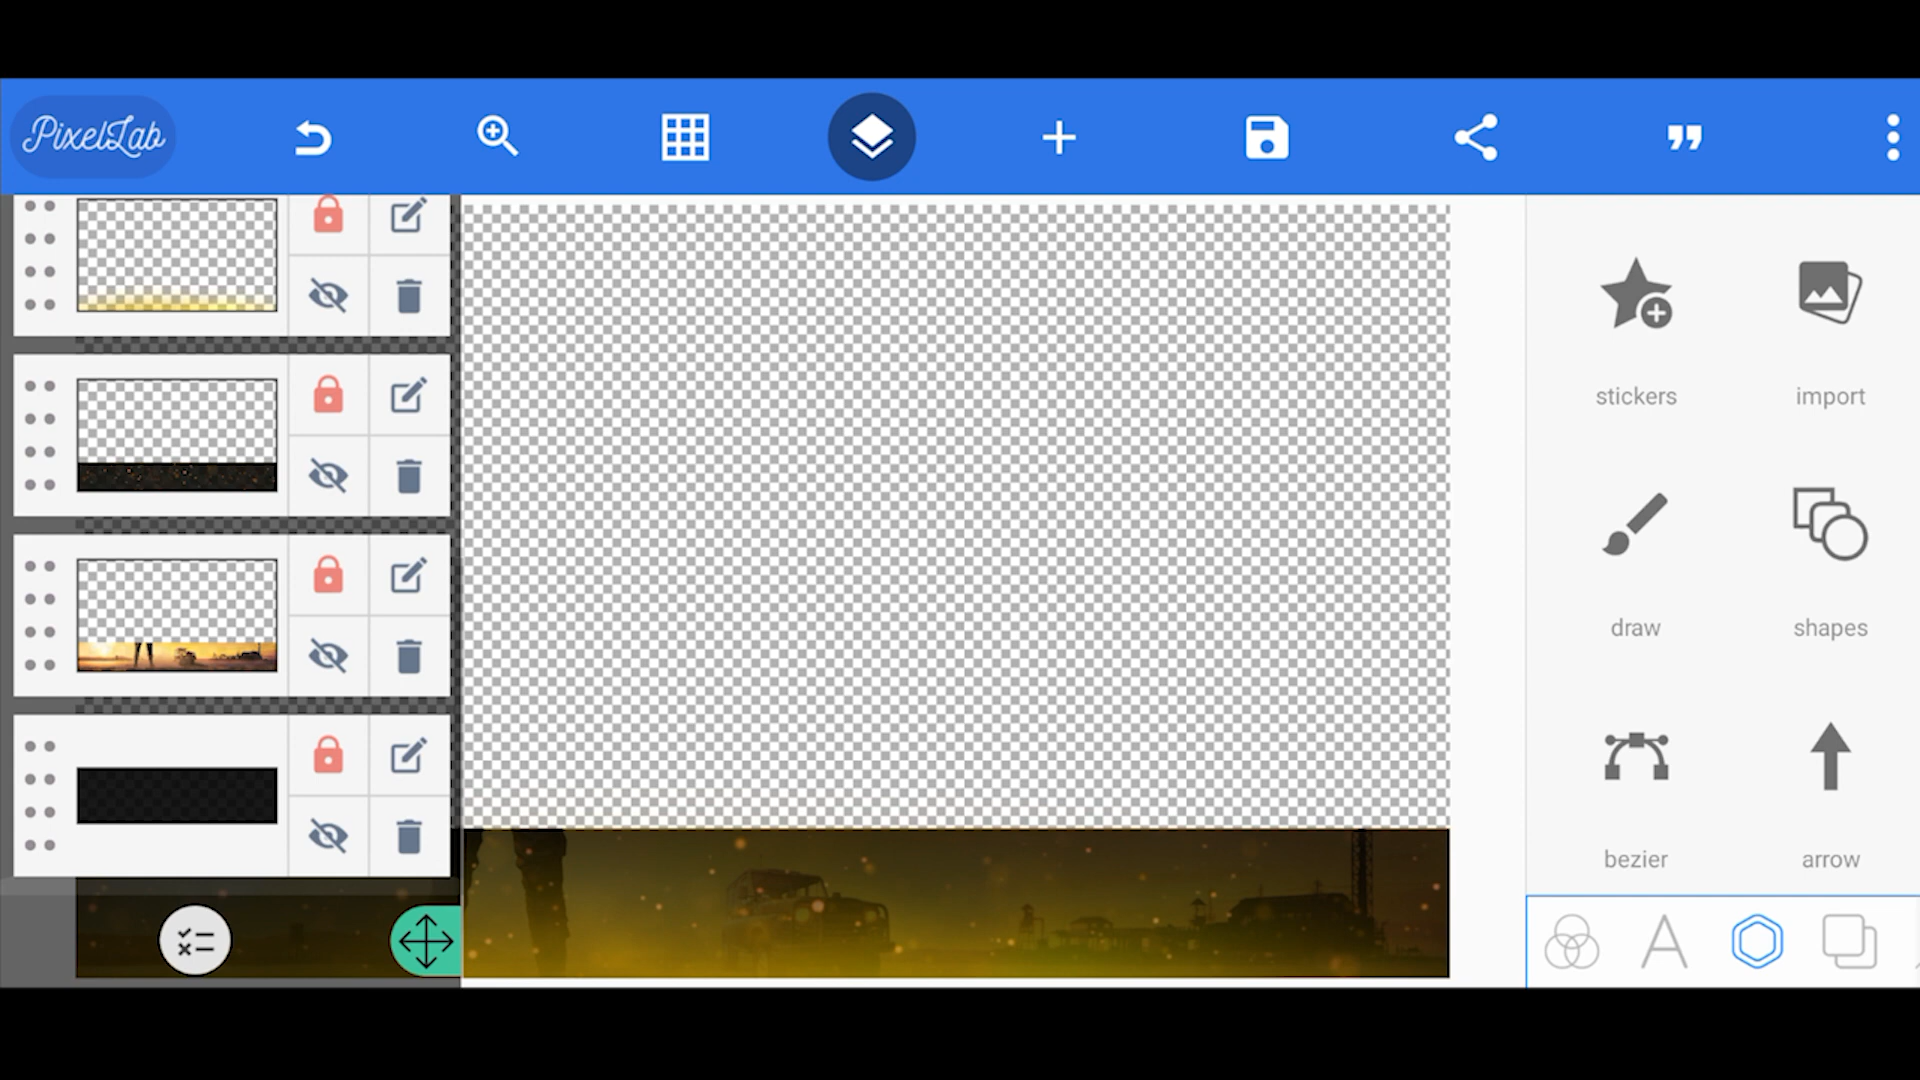 PixelLab
stickers
import
draw
shapes
bezier
arrow